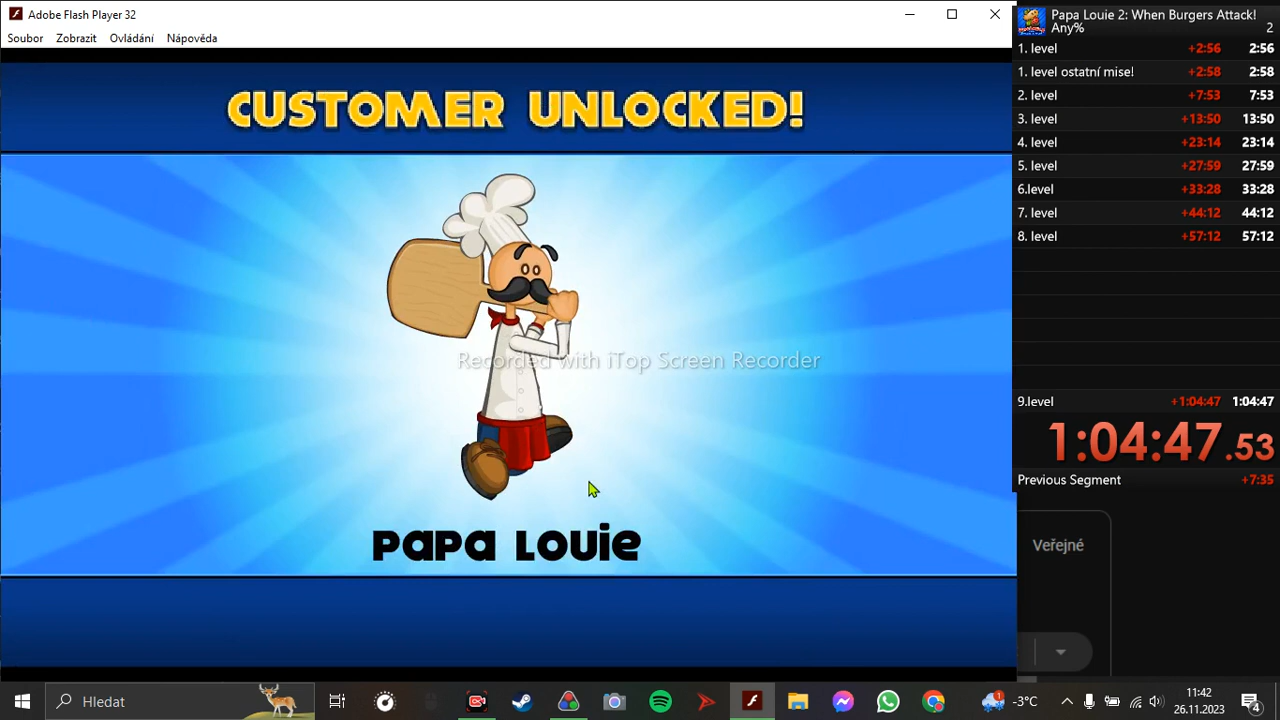 Adobe Flash Player 32
Soubor Zobrazit Ovládání Nápověda
CUSTOMER UNLOCKED!
Recorded with iTop Screen Recorder
PAPA LOUIE
Papa Louie 2: When Burgers Attack!
Any% 2
1. level +2:56 2:56
1. level ostatní mise! +2:58 2:58
2. level +7:53 7:53
3. level +13:50 13:50
4. level +23:14 23:14
5. level +27:59 27:59
6.level +33:28 33:28
7. level +44:12 44:12
8. level +57:12 57:12
9.level +1:04:47 1:04:47
1:04:47.53
Previous Segment +7:35
Veřejné
Hledat
-3°C
11:42
26.11.2023
1
4